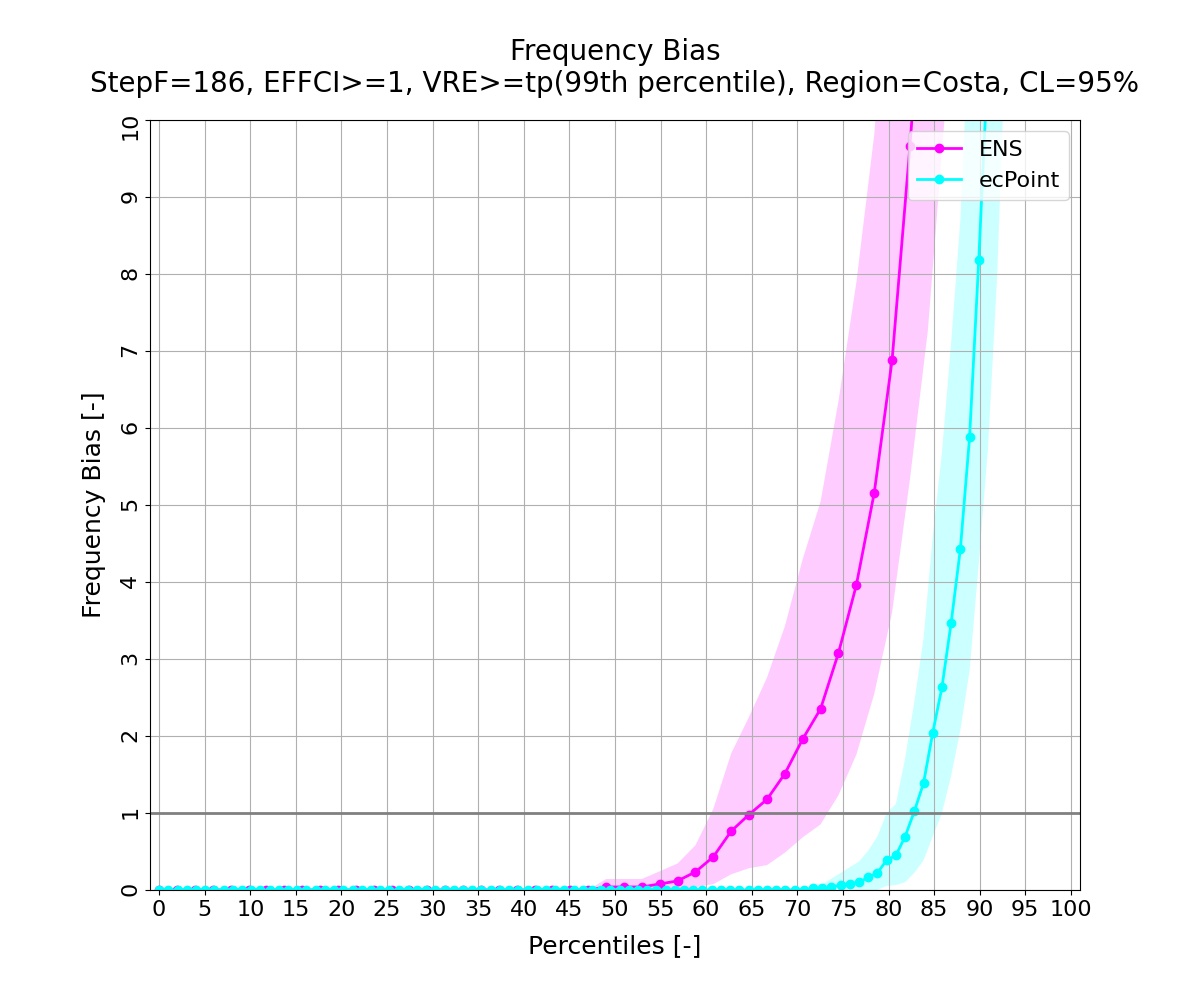 Frequency Bias
StepF=186, EFFCI>=1, VRE>=tp(99th percentile), Region=Costa, CL=95%
10
9
8
7
6
5
4
3
2
1
0
Frequency Bias [-]
ENS
ecPoint
0 5 10 15 20 25 30 35 40 45 50 55 60 65 70 75 80 85 90 95 100
Percentiles [-]